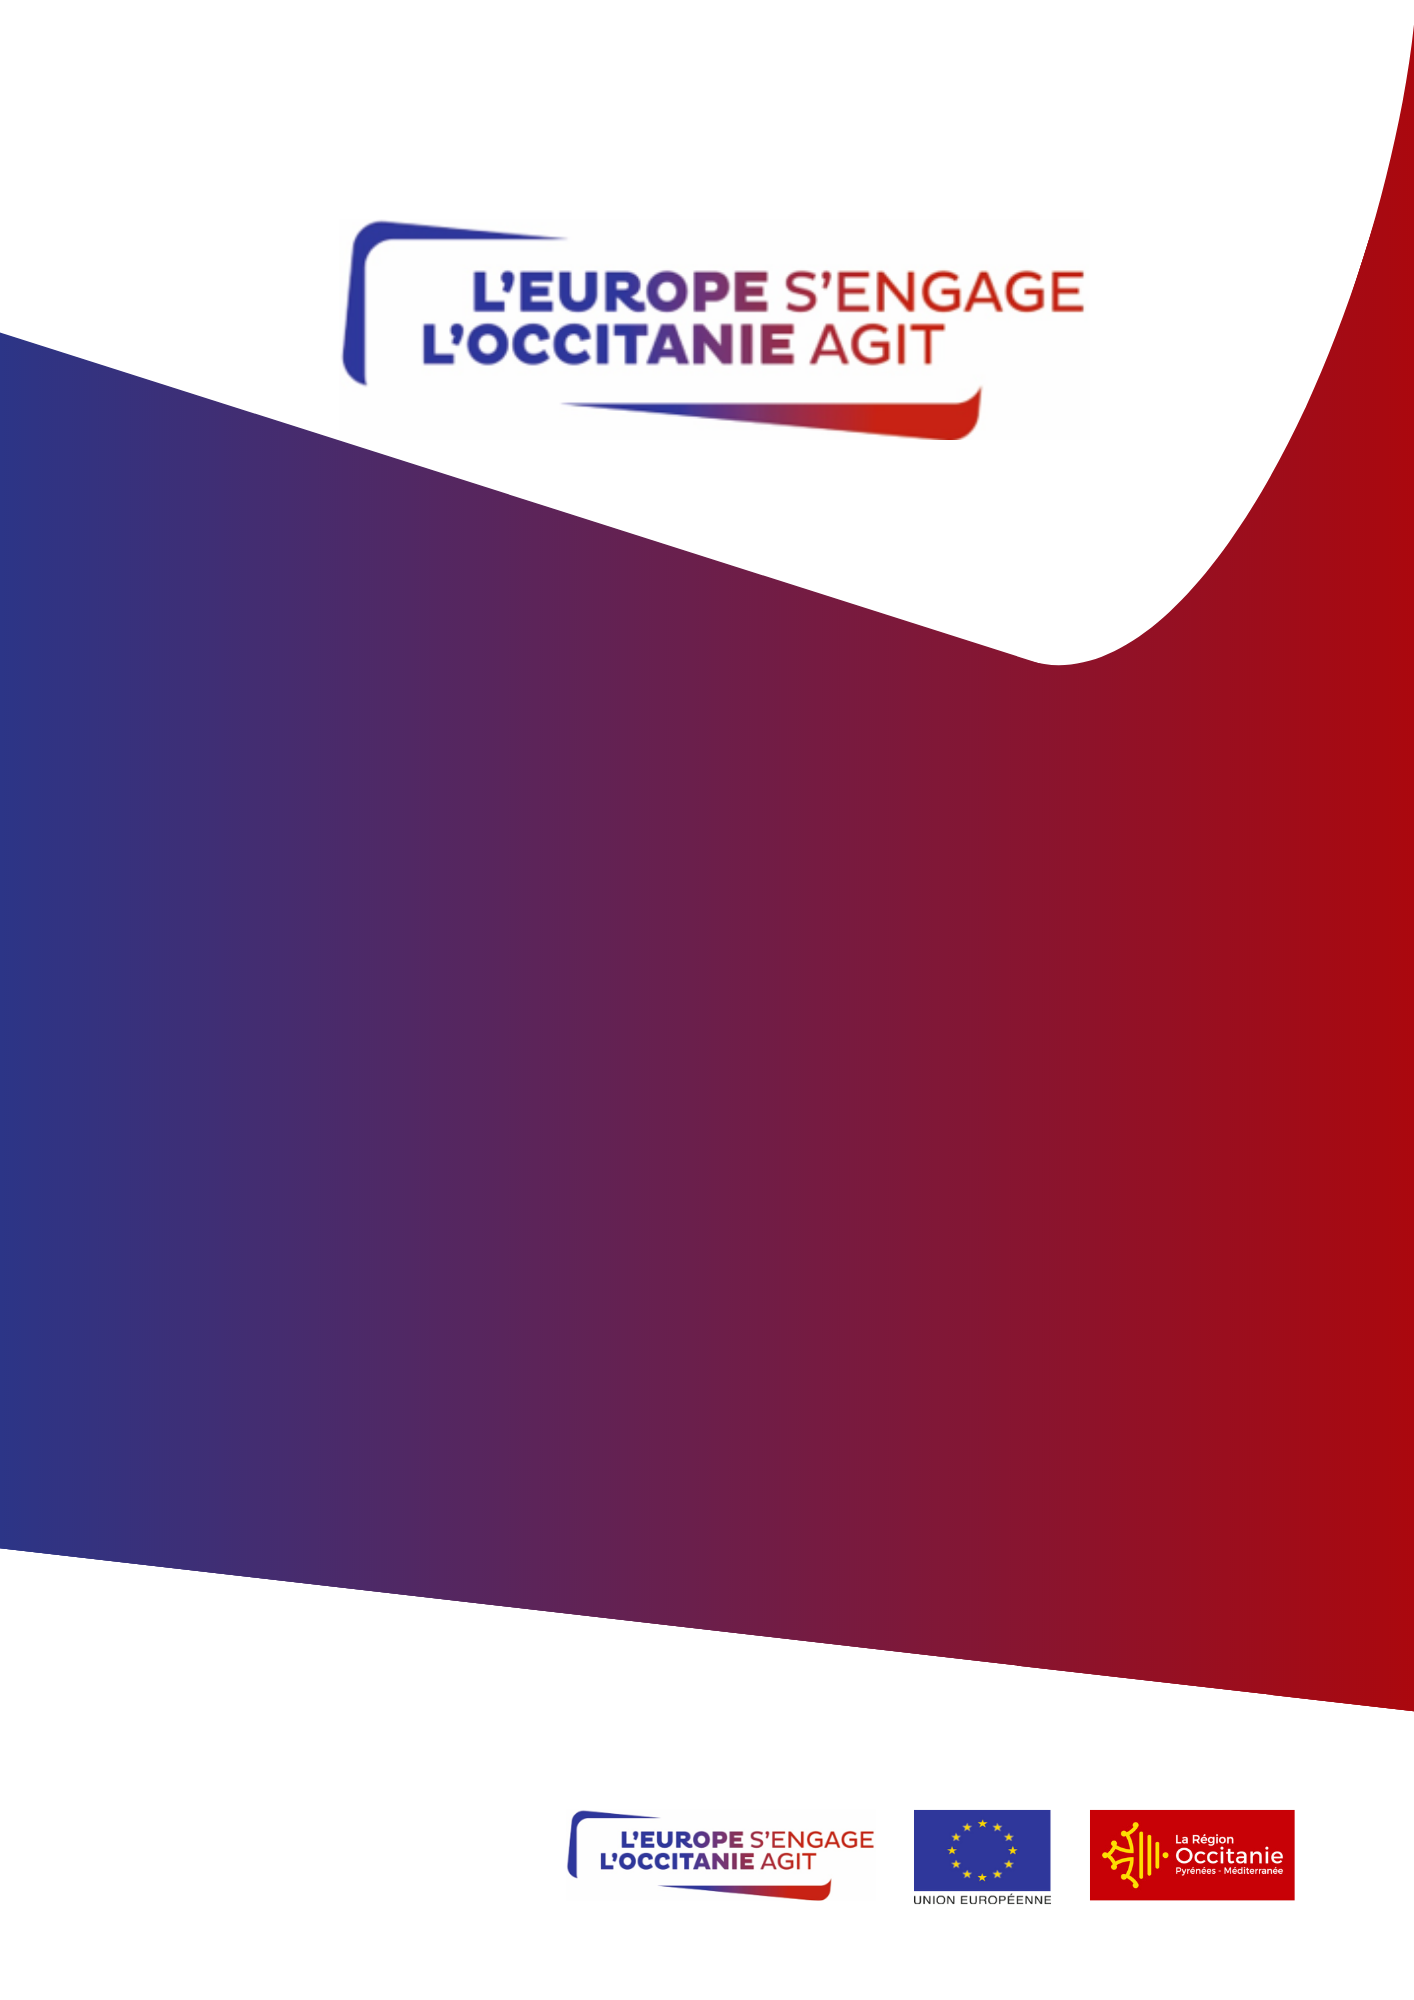 L'EUROPE S'ENGAGE
L'OCCITANIE AGIT
L'EUROPE S'ENGAGE
L'OCCITANIE AGIT
UNION EUROPÉENNE
La Région
Occitanie
Pyrénées - Méditerranée